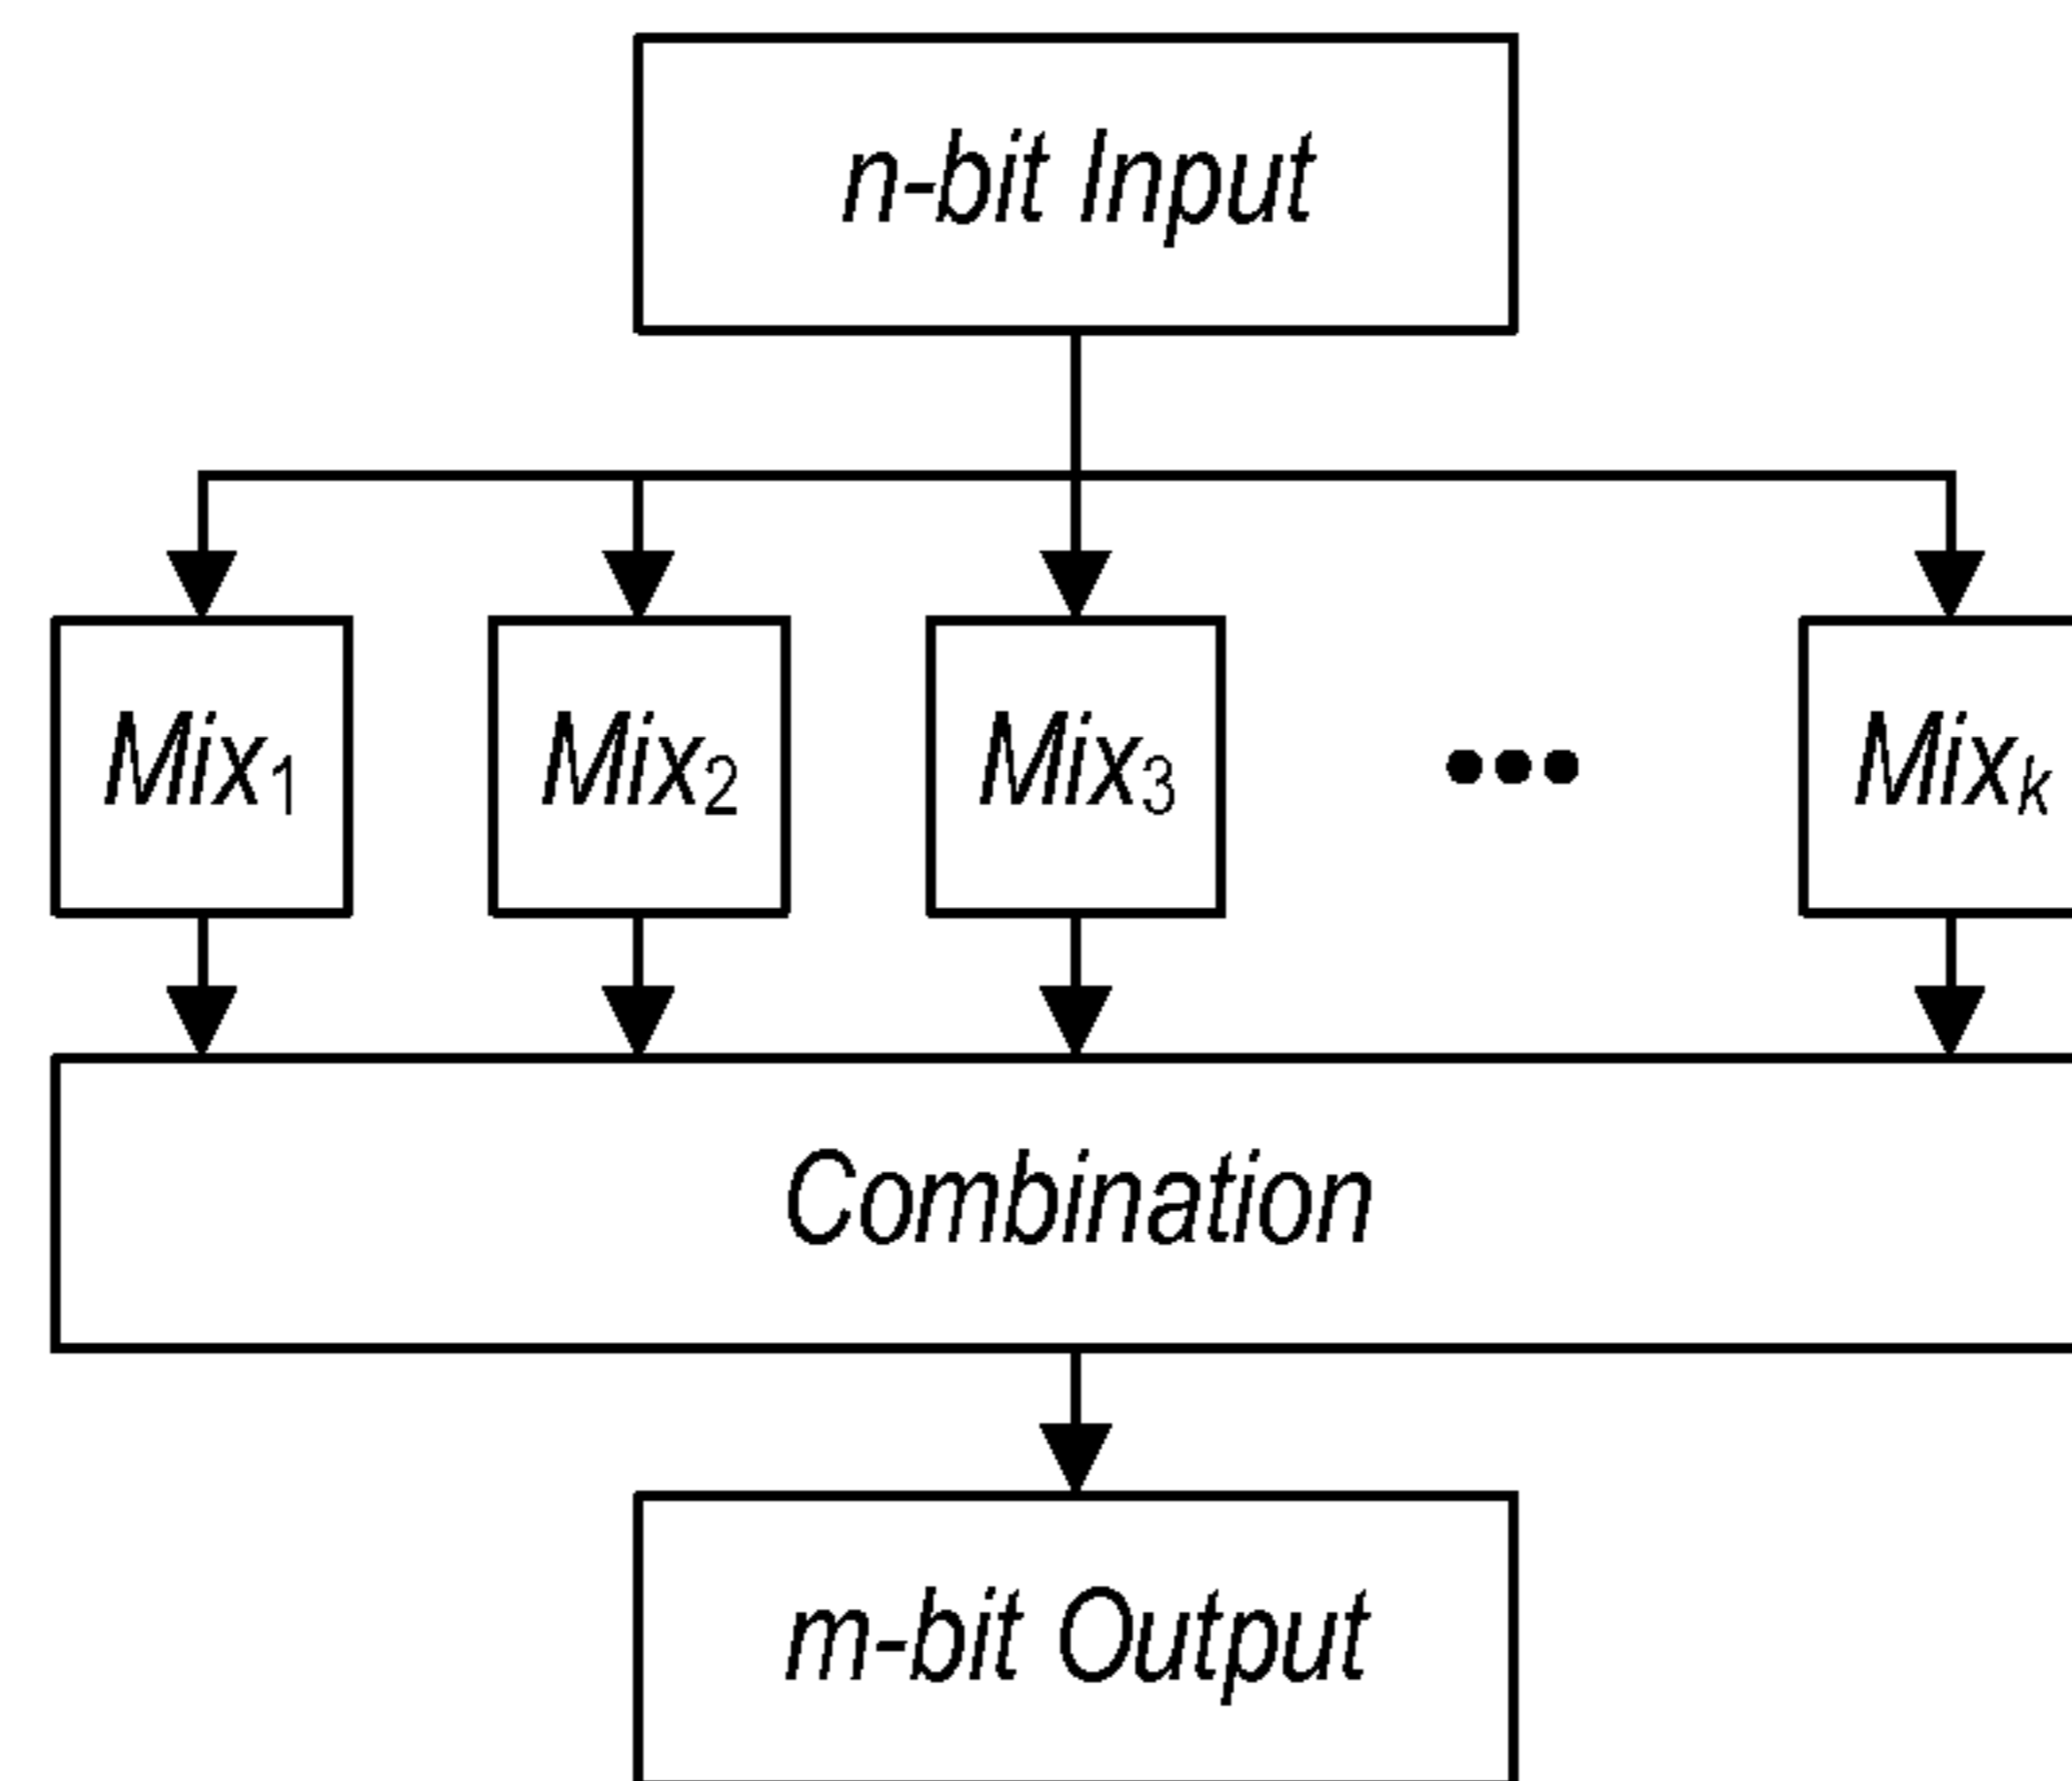 n-bit Input
Mix1
Mix2
Mix3
•••
Mixk
Combination
m-bit Output